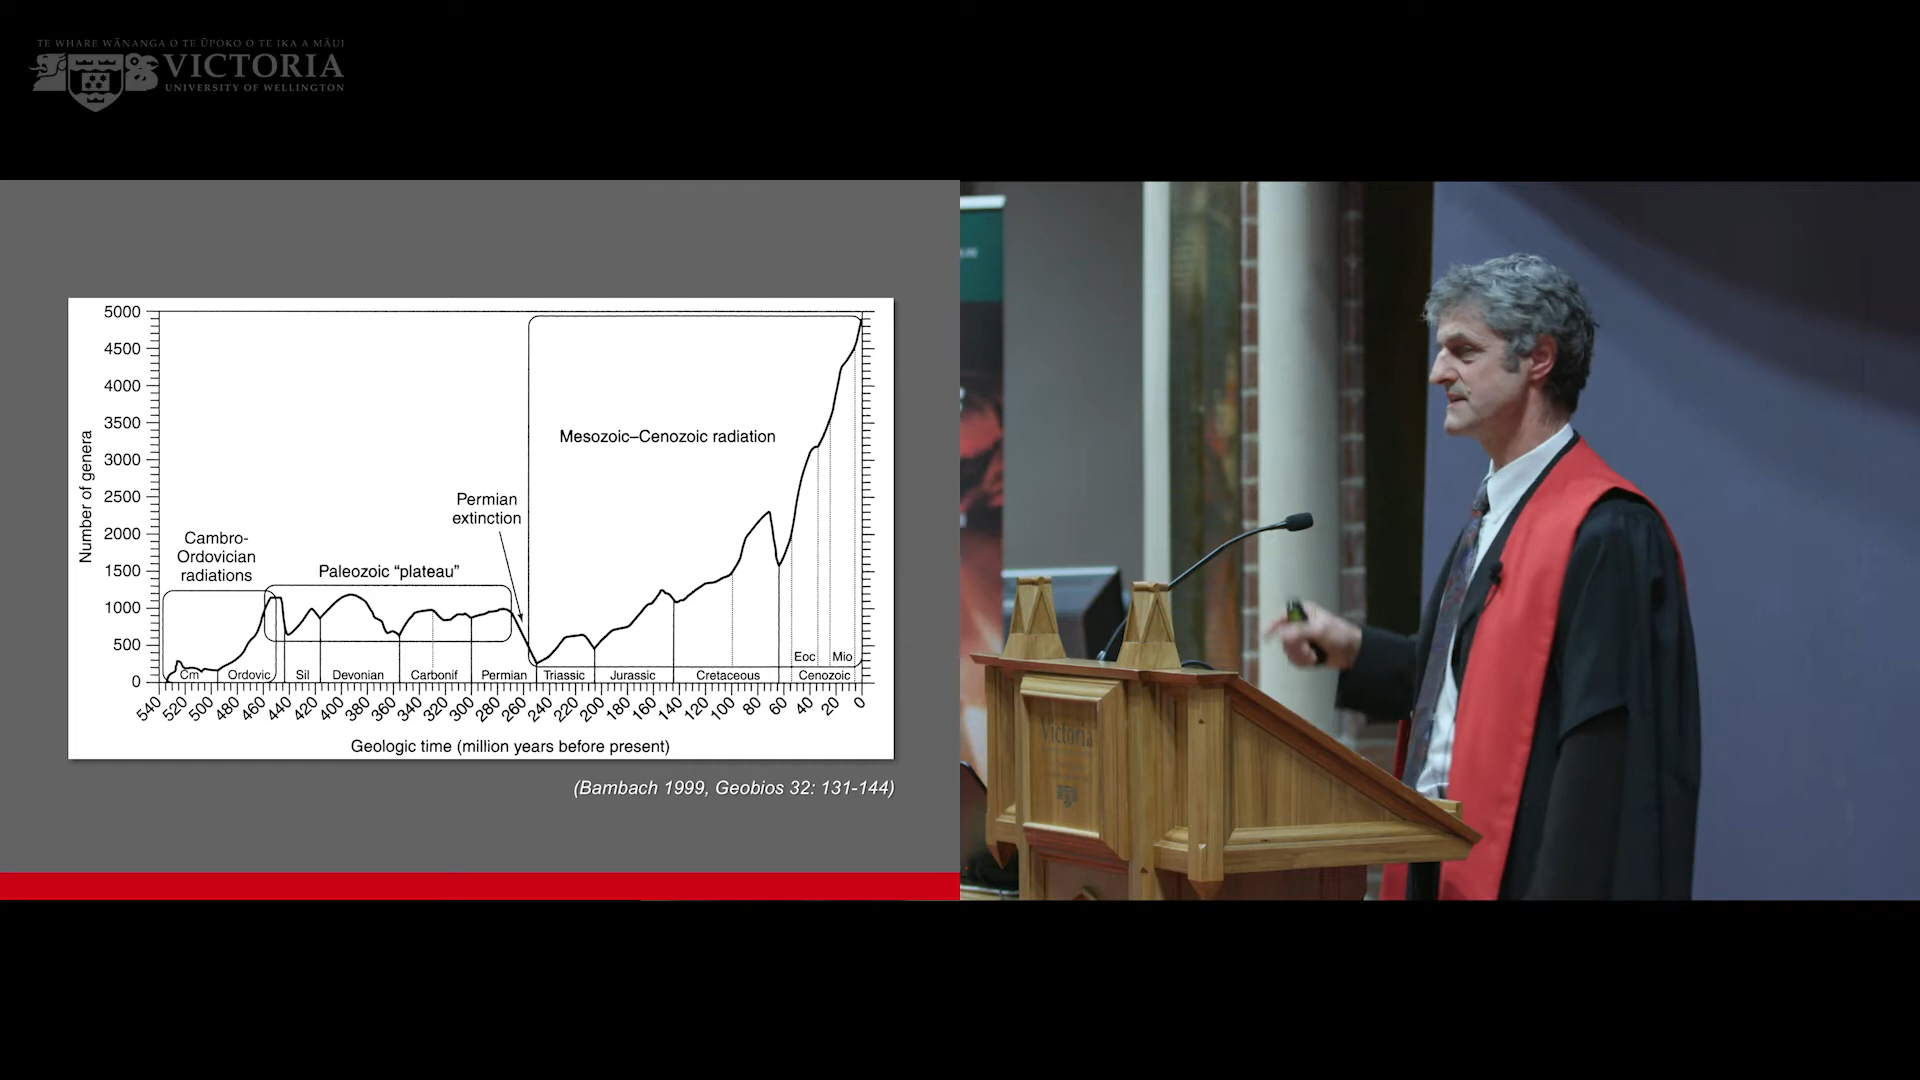 TE WHARE WĀNANGA O TE ŪPOKO O TE IKA A MĀUI
VICTORIA
UNIVERSITY OF WELLINGTON
5000
4500
4000
3500
3000
2500
2000
1500
1000
500
0
Number of genera
Cambro-
Ordovician
radiations
Paleozoic “plateau”
Permian
extinction
Mesozoic–Cenozoic radiation
Eoc Mio
Cm Ordovic Sil Devonian Carbonif Permian Triassic Jurassic Cretaceous Cenozoic
540 520 500 480 460 440 420 400 380 360 340 320 300 280 260 240 220 200 180 160 140 120 100 80 60 40 20 0
Geologic time (million years before present)
(Bambach 1999, Geobios 32: 131-144)
Victoria